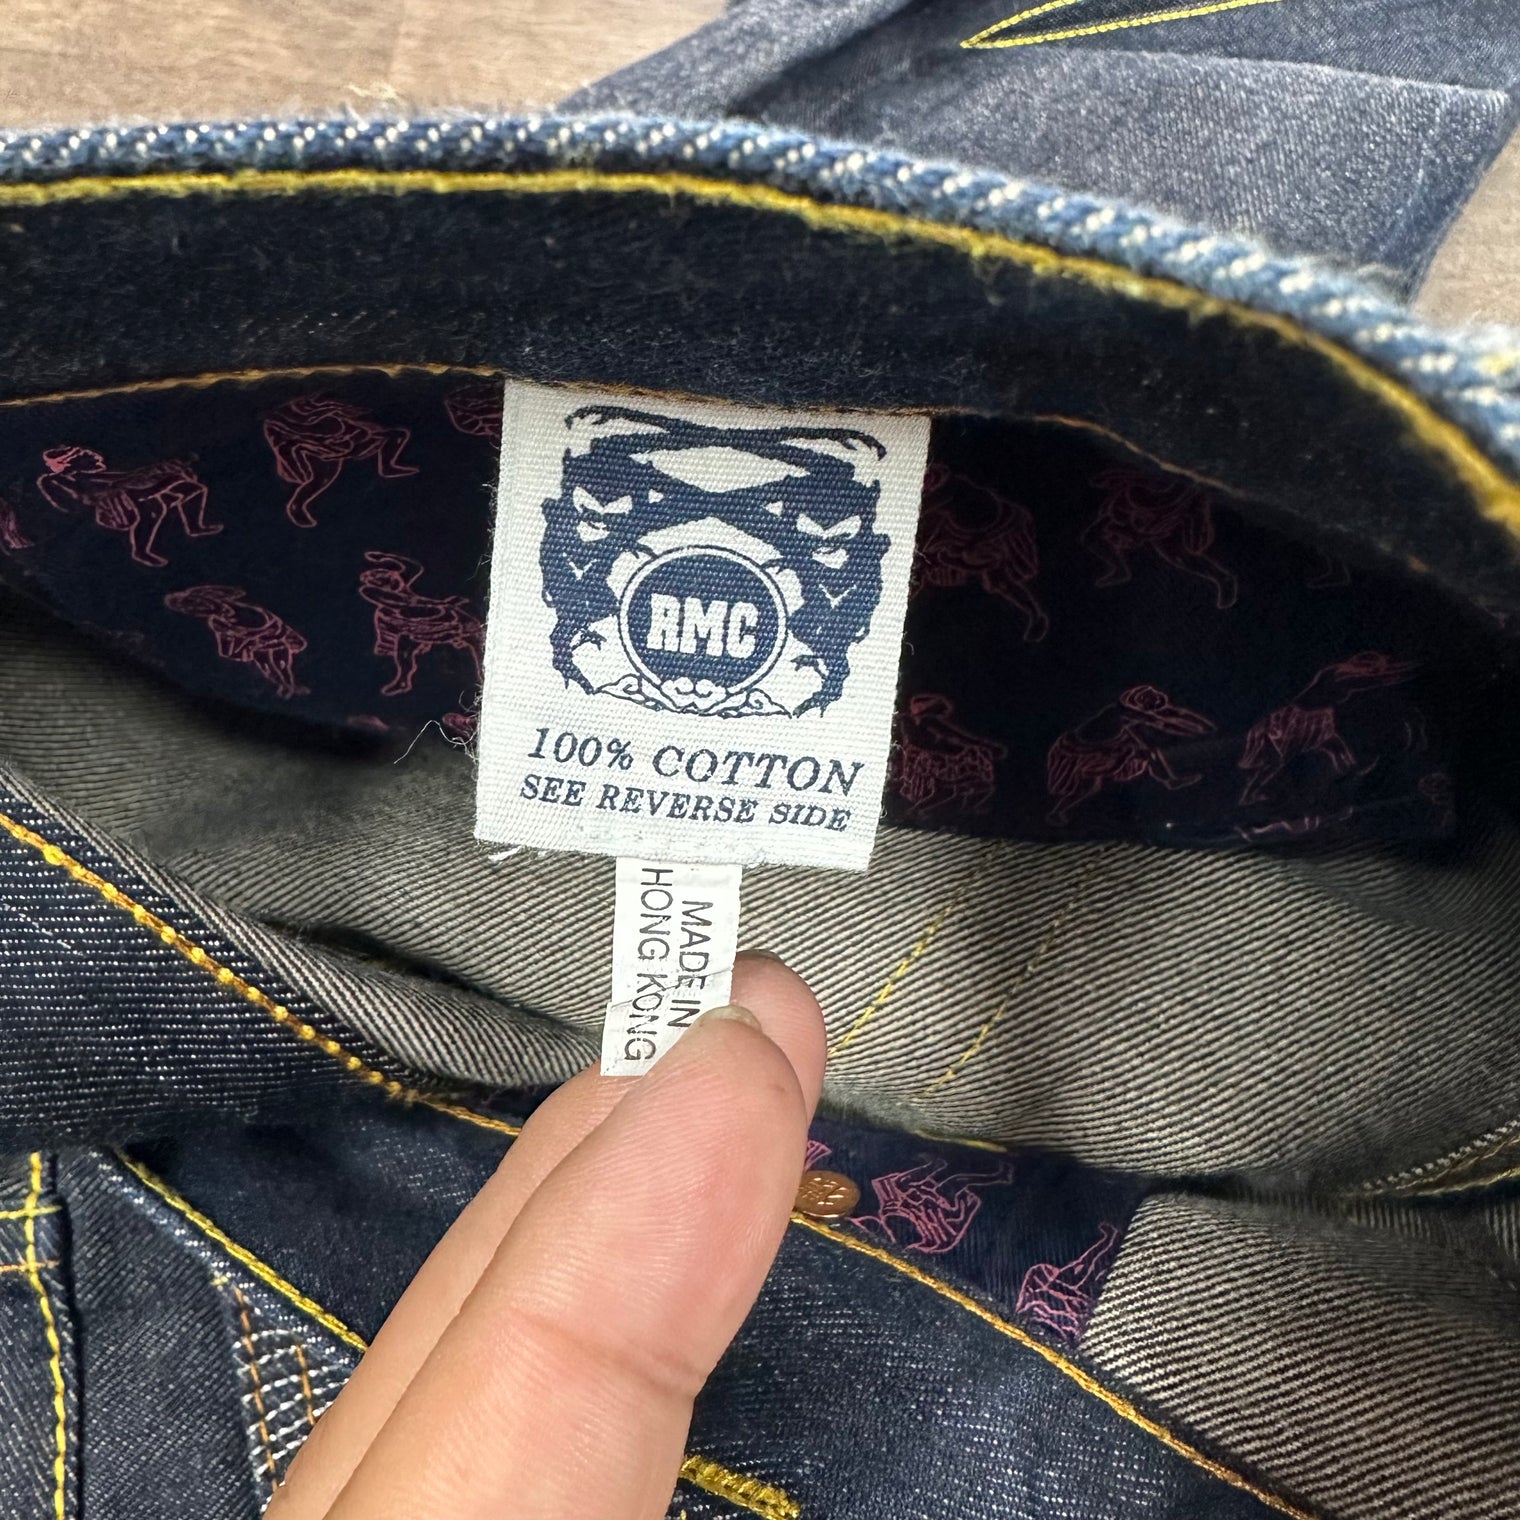 RMC
100% COTTON
SEE REVERSE SIDE
MADE IN
HONG KONG